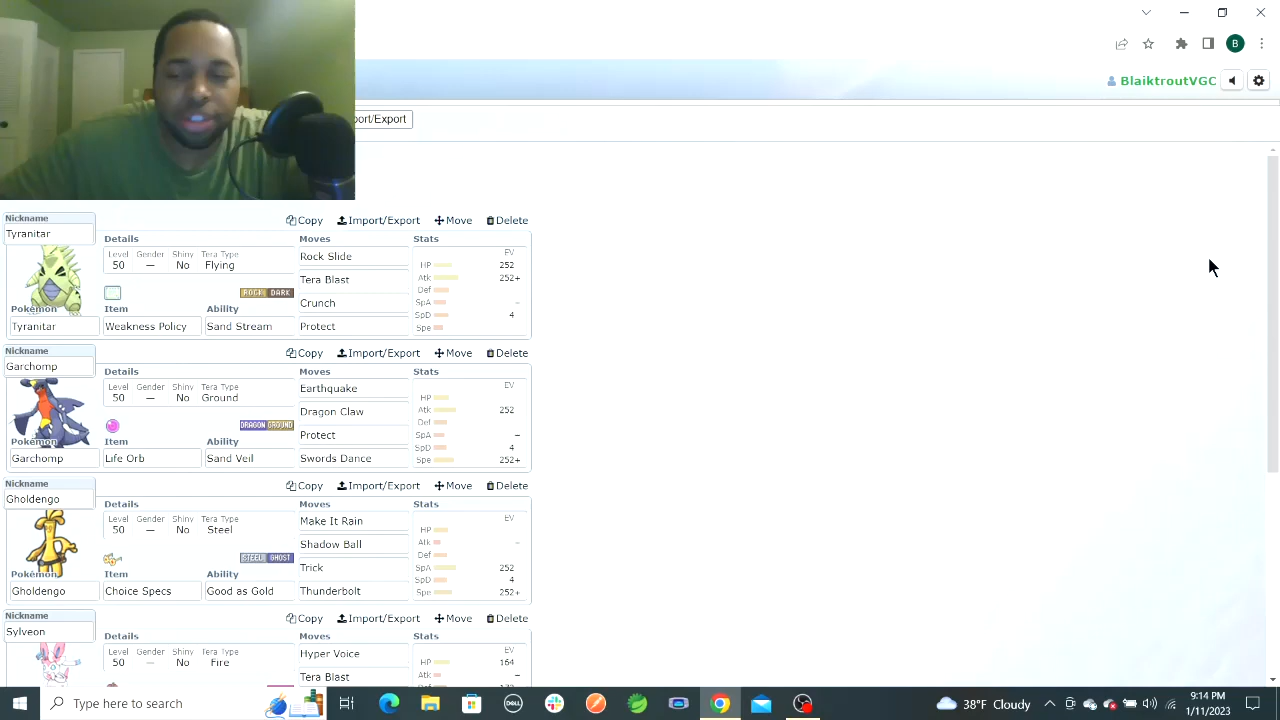 B
BlaiktroutVGC
ort/Export
Nickname
Tyranitar
Copy Import/Export Move Delete
Details Moves Stats
Level Gender Shiny Tera Type
50 — No Flying
ROCK DARK
Pokémon Item Ability
Tyranitar Weakness Policy Sand Stream
Rock Slide
Tera Blast
Crunch
Protect
EV
HP 252
Atk 252+
Def
SpA –
SpD 4
Spe
Nickname
Garchomp
Copy Import/Export Move Delete
Details Moves Stats
Level Gender Shiny Tera Type
50 — No Ground
DRAGON GROUND
Pokémon Item Ability
Garchomp Life Orb Sand Veil
Earthquake
Dragon Claw
Protect
Swords Dance
EV
HP
Atk 252
Def
SpA –
SpD 4
Spe 252+
Nickname
Gholdengo
Copy Import/Export Move Delete
Details Moves Stats
Level Gender Shiny Tera Type
50 — No Steel
STEEL GHOST
Pokémon Item Ability
Gholdengo Choice Specs Good as Gold
Make It Rain
Shadow Ball
Trick
Thunderbolt
EV
HP
Atk –
Def
SpA 252
SpD 4
Spe 252+
Nickname
Sylveon
Copy Import/Export Move Delete
Details Moves Stats
Level Gender Shiny Tera Type
50 — No Fire
Hyper Voice
Tera Blast
EV
HP 164
Atk –
Type here to search
DELL
38°F Cloudy
9:14 PM
1/11/2023